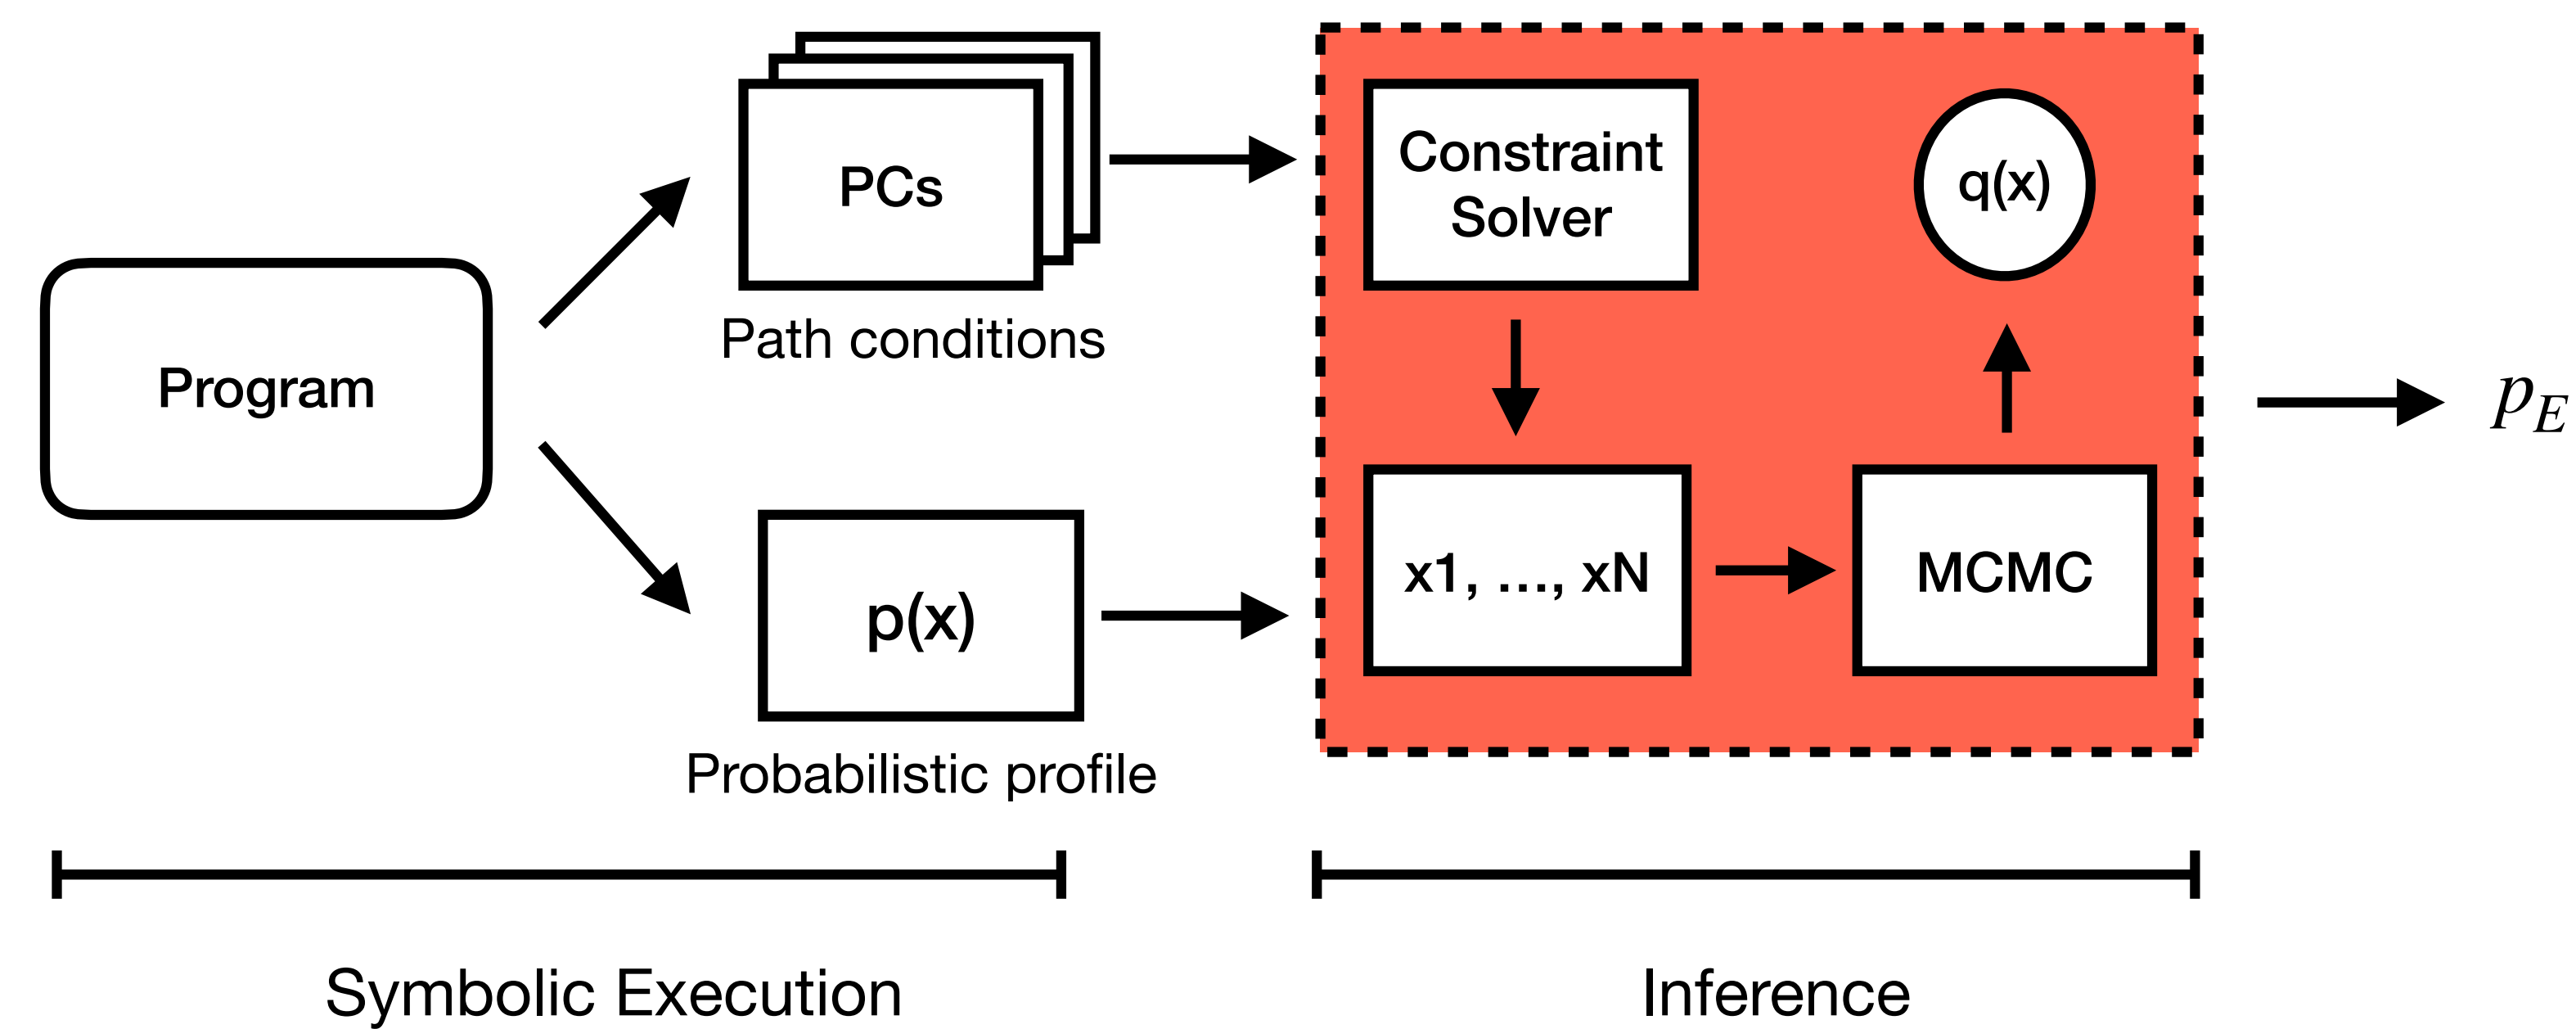 Program
PCs
Path conditions
p(x)
Probabilistic profile
Constraint
Solver
q(x)
x1, ..., xN
MCMC
p_E
Symbolic Execution
Inference